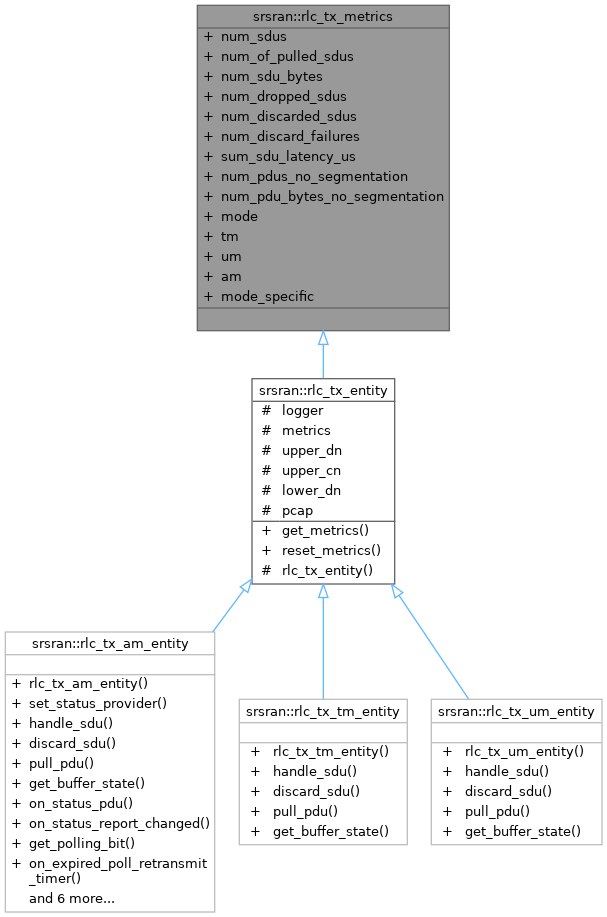 srsran::rlc_tx_metrics
+ num_sdus
+ num_of_pulled_sdus
+ num_sdu_bytes
+ num_dropped_sdus
+ num_discarded_sdus
+ num_discard_failures
+ sum_sdu_latency_us
+ num_pdus_no_segmentation
+ num_pdu_bytes_no_segmentation
+ mode
+ tm
+ um
+ am
+ mode_specific
srsran::rlc_tx_entity
# logger
# metrics
# upper_dn
# upper_cn
# lower_dn
# pcap
+ get_metrics()
+ reset_metrics()
# rlc_tx_entity()
srsran::rlc_tx_am_entity
+ rlc_tx_am_entity()
+ set_status_provider()
+ handle_sdu()
+ discard_sdu()
+ pull_pdu()
+ get_buffer_state()
+ on_status_pdu()
+ on_status_report_changed()
+ get_polling_bit()
+ on_expired_poll_retransmit
_timer()
and 6 more...
srsran::rlc_tx_tm_entity
+ rlc_tx_tm_entity()
+ handle_sdu()
+ discard_sdu()
+ pull_pdu()
+ get_buffer_state()
srsran::rlc_tx_um_entity
+ rlc_tx_um_entity()
+ handle_sdu()
+ discard_sdu()
+ pull_pdu()
+ get_buffer_state()